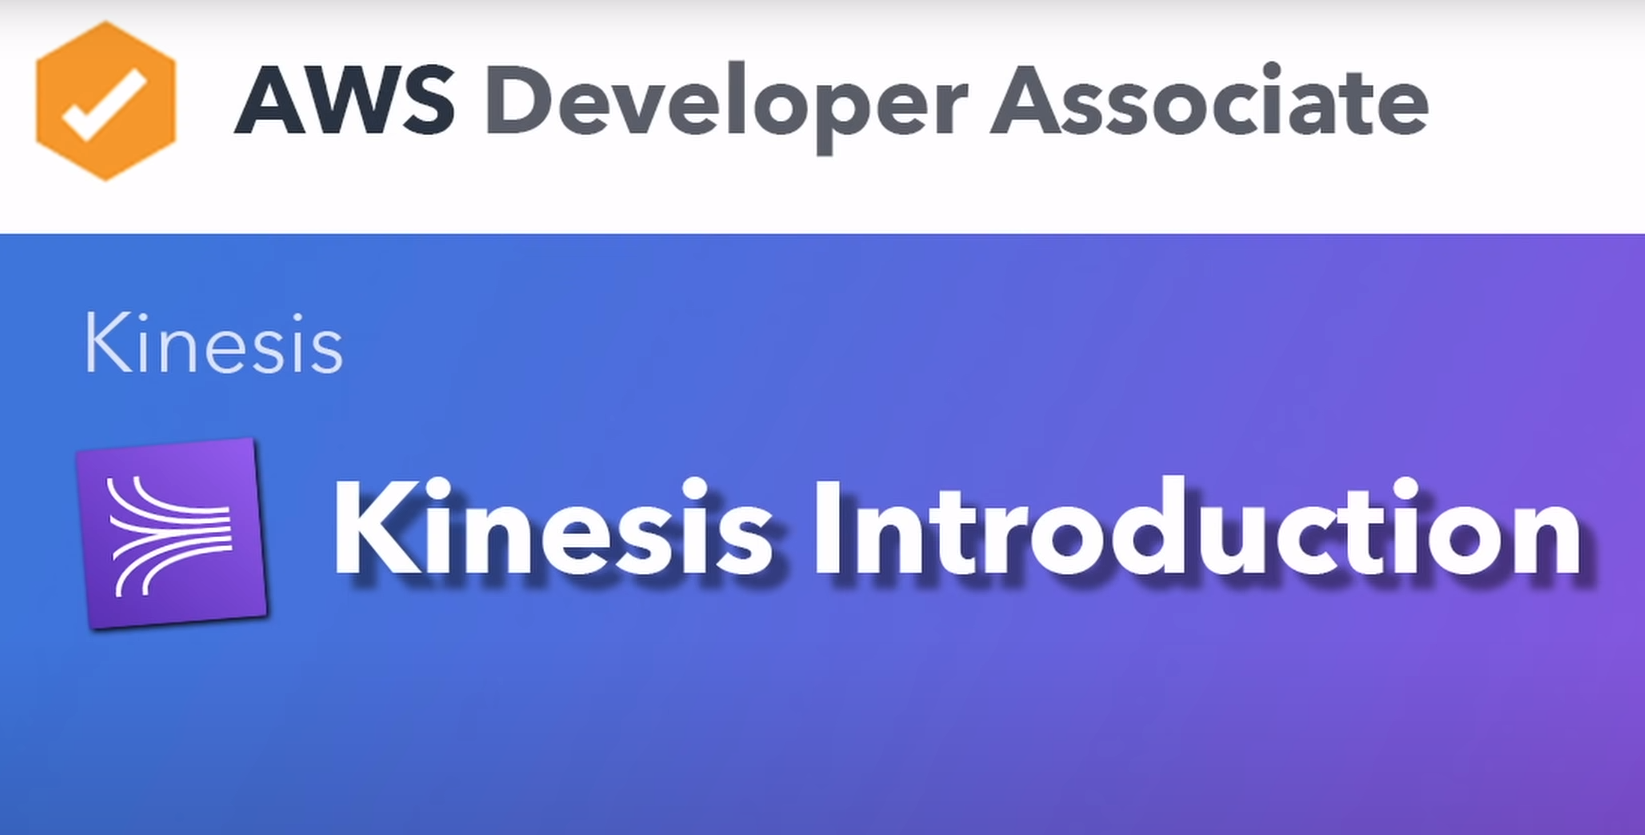 AWS Developer Associate
Kinesis
Kinesis Introduction